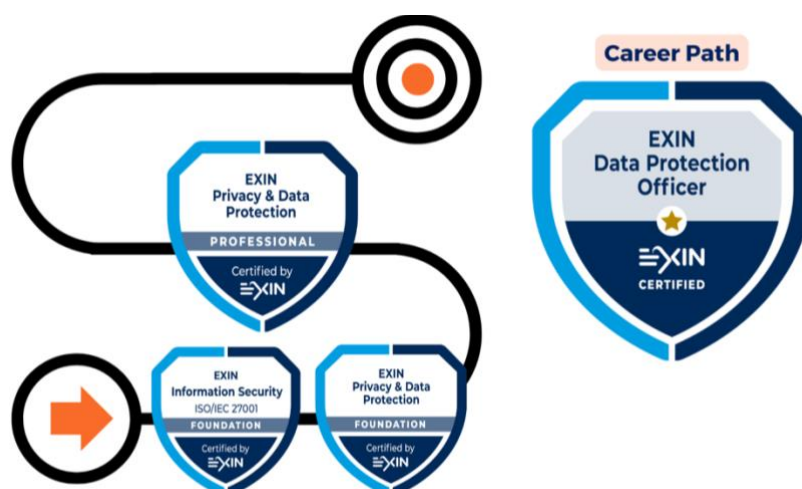 Career Path
EXIN
Data Protection
Officer
EXIN
CERTIFIED
EXIN
Privacy & Data
Protection
PROFESSIONAL
Certified by
EXIN
EXIN
Information Security
ISO/IEC 27001
FOUNDATION
Certified by
EXIN
EXIN
Privacy & Data
Protection
FOUNDATION
Certified by
EXIN